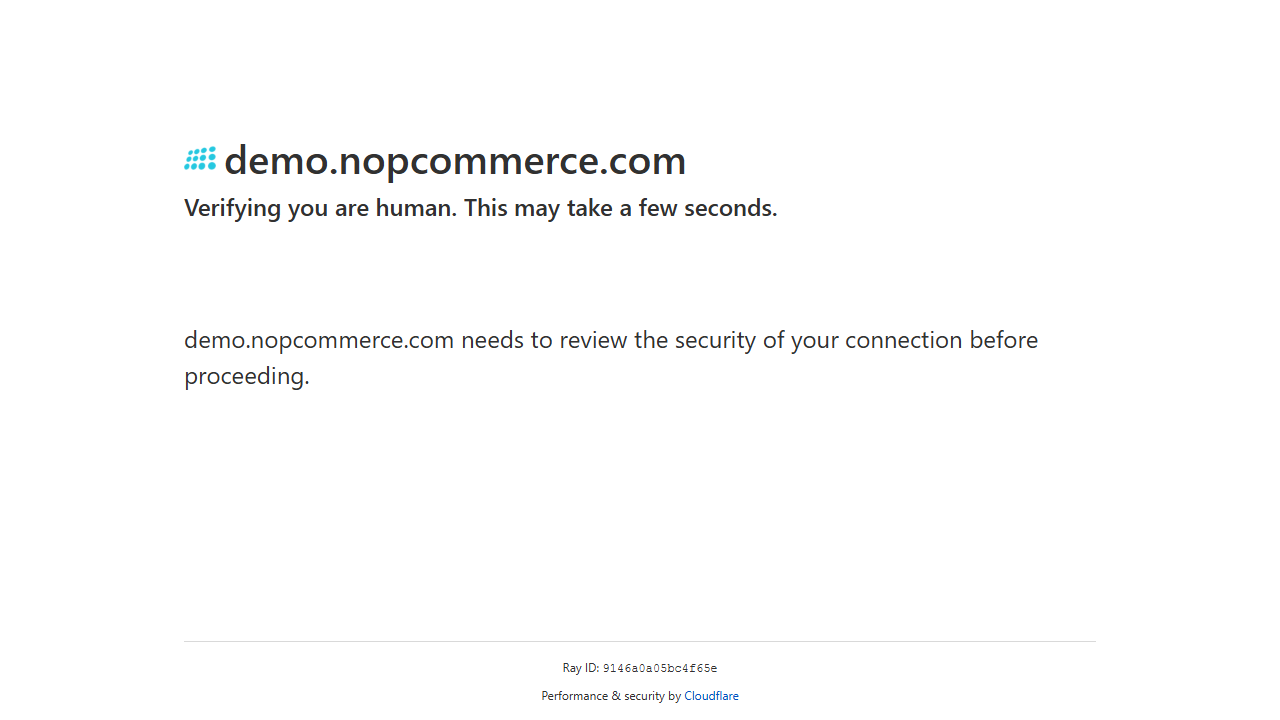 demo.nopcommerce.com
Verifying you are human. This may take a few seconds.
demo.nopcommerce.com needs to review the security of your connection before
proceeding.
Ray ID: 9146a0a05bc4f65e
Performance & security by Cloudflare